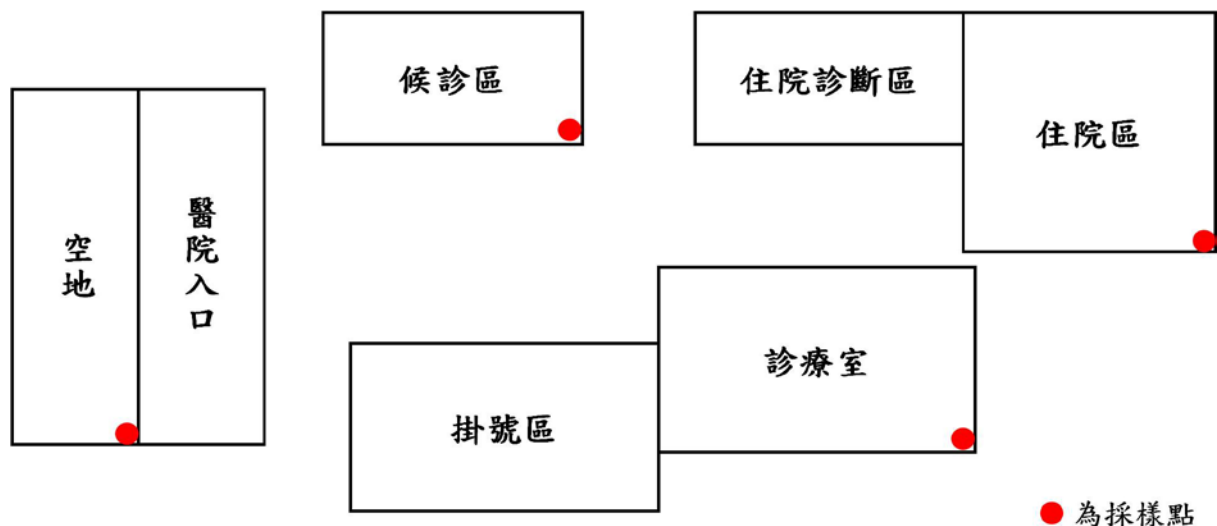 候診區
住院診斷區
住院區
空地
醫院入口
診療室
掛號區
為採樣點